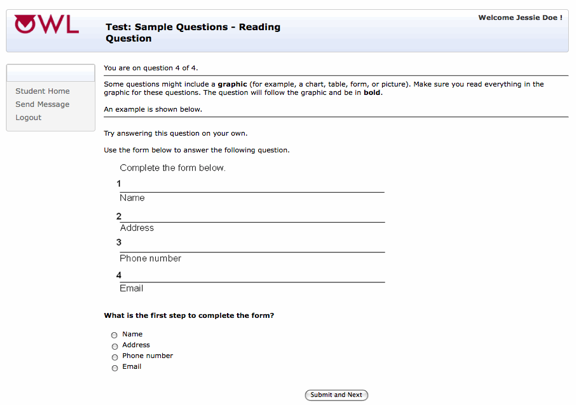 OWL
Test: Sample Questions - Reading
Question
Welcome Jessie Doe !
Student Home
Send Message
Logout
You are on question 4 of 4.
Some questions might include a graphic (for example, a chart, table, form, or picture). Make sure you read everything in the
graphic for these questions. The question will follow the graphic and be in bold.
An example is shown below.
Try answering this question on your own.
Use the form below to answer the following question.
Complete the form below.
1
Name
2
Address
3
Phone number
4
Email
What is the first step to complete the form?
Name
Address
Phone number
Email
Submit and Next